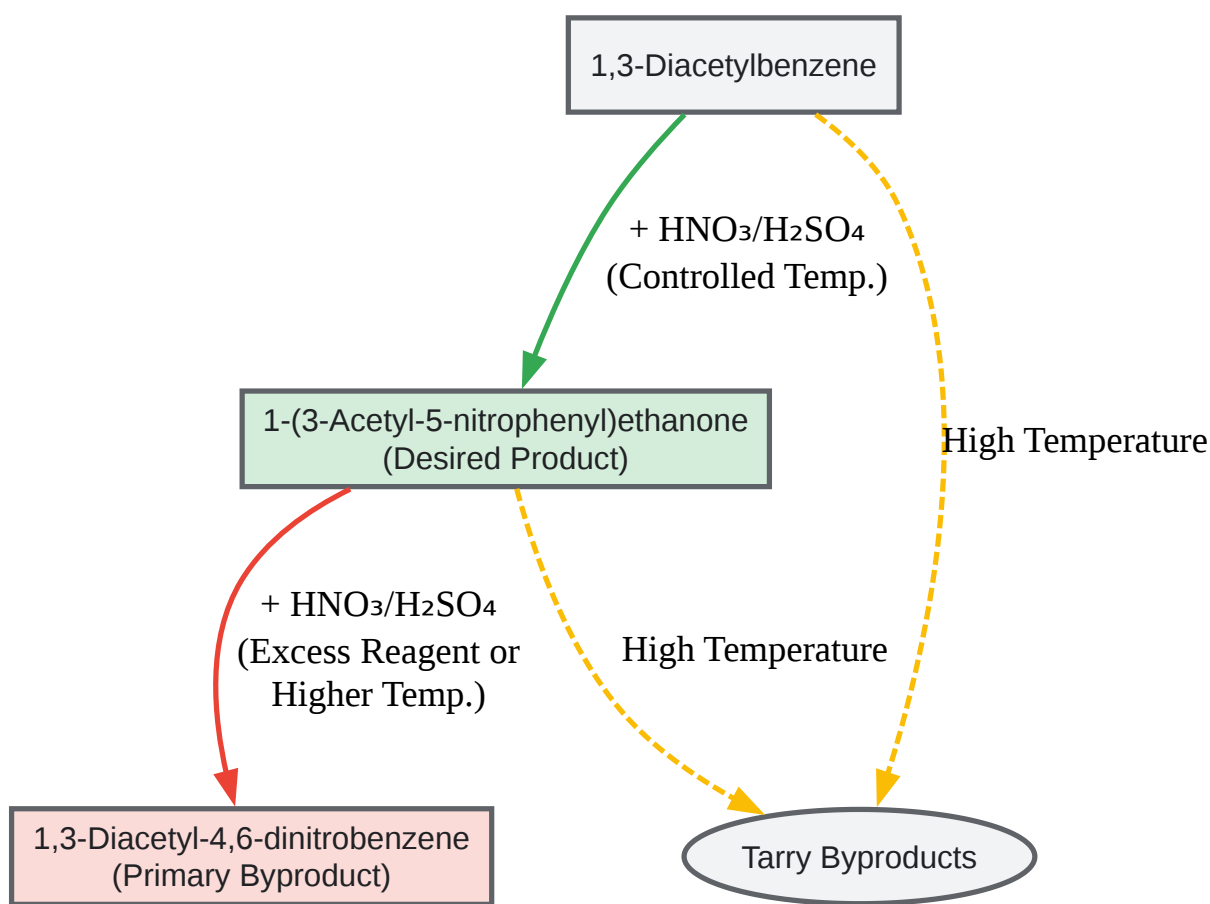 1,3-Diacetylbenzene
+ HNO₃/H₂SO₄
(Controlled Temp.)
1-(3-Acetyl-5-nitrophenyl)ethanone
(Desired Product)
High Temperature
+ HNO₃/H₂SO₄
(Excess Reagent or
Higher Temp.)
High Temperature
1,3-Diacetyl-4,6-dinitrobenzene
(Primary Byproduct)
Tarry Byproducts